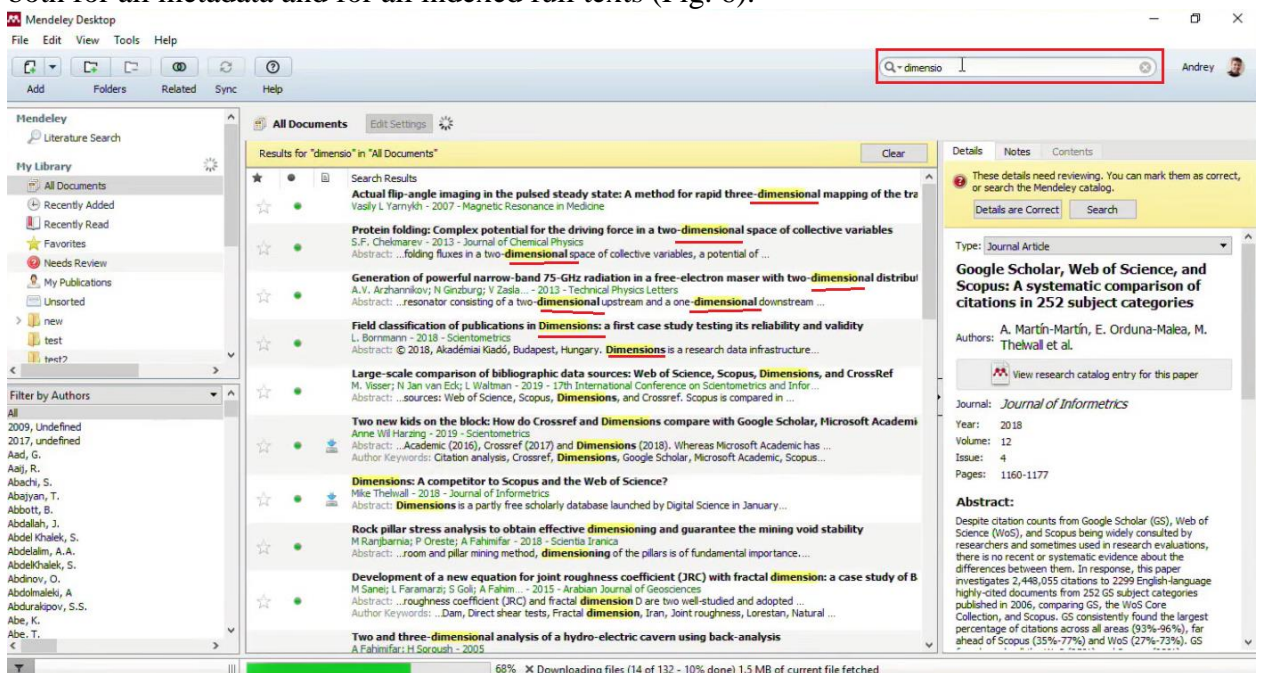 both for all metadata and for all indexed full texts (Fig. 6).
Mendeley Desktop
File Edit View Tools Help
Add Folders Related Sync Help
dimensio
Andrey
Mendeley
Literature Search
My Library
All Documents
Recently Added
Recently Read
Favorites
Needs Review
My Publications
Unsorted
new
test
test2
Filter by Authors
All
2009, Undefined
2017, undefined
Aad, G.
Aaij, R.
Abachi, S.
Abajyan, T.
Abbott, B.
Abdallah, J.
Abdel Khalek, S.
Abdelalim, A.A.
AbdelKhalek, S.
Abdinov, O.
Abdolmaleki, A
Abdurakipov, S.S.
Abe, K.
Abe, T.
All Documents Edit Settings
Results for "dimensio" in "All Documents" Clear
Search Results
Actual flip-angle imaging in the pulsed steady state: A method for rapid three-dimensional mapping of the tra
Vasily L Yarnykh - 2007 - Magnetic Resonance in Medicine
Protein folding: Complex potential for the driving force in a two-dimensional space of collective variables
S.F. Chekmarev - 2013 - Journal of Chemical Physics
Abstract: ...folding fluxes in a two-dimensional space of collective variables, a potential of ...
Generation of powerful narrow-band 75-GHz radiation in a free-electron maser with two-dimensional distribut
A.V. Arzhannikov; N Ginzburg; V Zasla... - 2013 - Technical Physics Letters
Abstract: ...resonator consisting of a two-dimensional upstream and a one-dimensional downstream ...
Field classification of publications in Dimensions: a first case study testing its reliability and validity
L. Bornmann - 2018 - Scientometrics
Abstract: © 2018, Akadémiai Kiadó, Budapest, Hungary. Dimensions is a research data infrastructure...
Large-scale comparison of bibliographic data sources: Web of Science, Scopus, Dimensions, and CrossRef
M. Visser; N Jan van Eck; L Waltman - 2019 - 17th International Conference on Scientometrics and Infor...
Abstract: ...sources: Web of Science, Scopus, Dimensions, and Crossref. Scopus is compared in ...
Two new kids on the block: How do Crossref and Dimensions compare with Google Scholar, Microsoft Academi
Anne Wil Harzing - 2019 - Scientometrics
Abstract: ...Academic (2016), Crossref (2017) and Dimensions (2018). Whereas Microsoft Academic has ...
Author Keywords: Citation analysis, Crossref, Dimensions, Google Scholar, Microsoft Academic, Scopus...
Dimensions: A competitor to Scopus and the Web of Science?
Mike Thelwall - 2018 - Journal of Informetrics
Abstract: Dimensions is a partly free scholarly database launched by Digital Science in January...
Rock pillar stress analysis to obtain effective dimensioning and guarantee the mining void stability
M Ranjbarnia; P Oreste; A Fahimifar - 2018 - Scientia Iranica
Abstract: ...room and pillar mining method, dimensioning of the pillars is of fundamental importance....
Development of a new equation for joint roughness coefficient (JRC) with fractal dimension: a case study of B
M Sanei; L Faramarzi; S Goli; A Fahim... - 2015 - Arabian Journal of Geosciences
Abstract: ...roughness coefficient (JRC) and fractal dimension D are two well-studied and adopted ...
Author Keywords: ...Dam, Direct shear tests, Fractal dimension, Iran, Joint roughness, Lorestan, Natural ...
Two and three-dimensional analysis of a hydro-electric cavern using back-analysis
A Fahimifar; H Soroush - 2005
Details Notes Contents
These details need reviewing. You can mark them as correct,
or search the Mendeley catalog.
Details are Correct Search
Type: Journal Article
Google Scholar, Web of Science, and
Scopus: A systematic comparison of
citations in 252 subject categories
Authors: A. Martín-Martín, E. Orduna-Malea, M.
Thelwall et al.
View research catalog entry for this paper
Journal: Journal of Informetrics
Year: 2018
Volume: 12
Issue: 4
Pages: 1160-1177
Abstract:
Despite citation counts from Google Scholar (GS), Web of
Science (WoS), and Scopus being widely consulted by
researchers and sometimes used in research evaluations,
there is no recent or systematic evidence about the
differences between them. In response, this paper
investigates 2,448,055 citations to 2299 English-language
highly-cited documents from 252 GS subject categories
published in 2006, comparing GS, the WoS Core
Collection, and Scopus. GS consistently found the largest
percentage of citations across all areas (93%-96%), far
ahead of Scopus (35%-77%) and WoS (27%-73%). GS
68% Downloading files (14 of 132 - 10% done) 1.5 MB of current file fetched